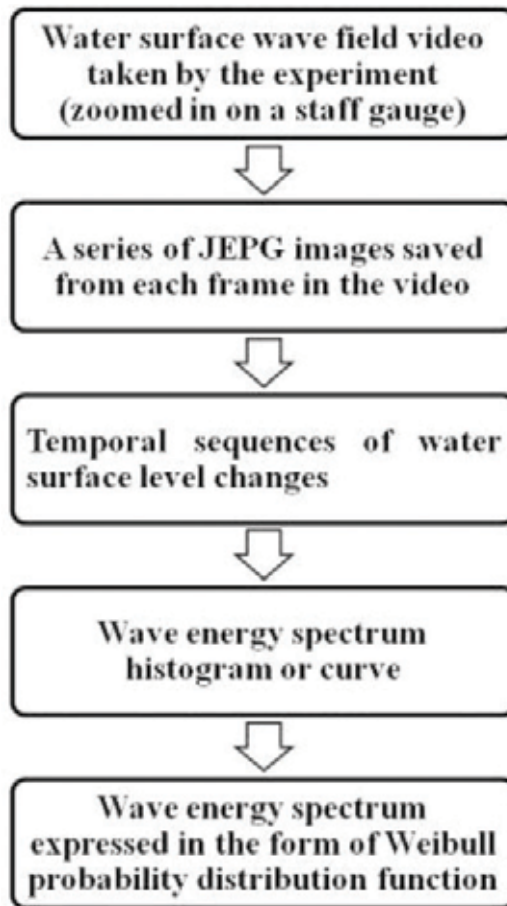 Water surface wave field video
taken by the experiment
(zoomed in on a staff gauge)
A series of JEPG images saved
from each frame in the video
Temporal sequences of water
surface level changes
Wave energy spectrum
histogram or curve
Wave energy spectrum
expressed in the form of Weibull
probability distribution function